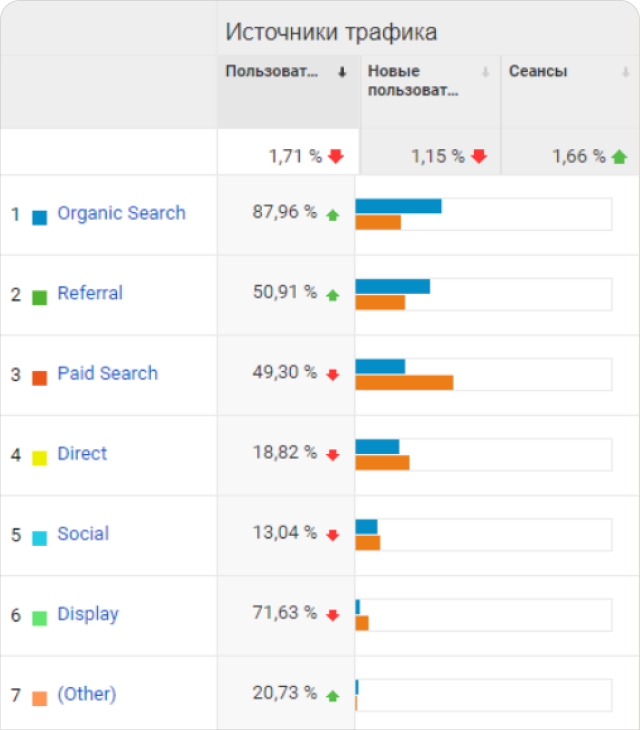 Источники трафика
Пользоват... Новые пользоват... Сеансы
1,71 % 1,15 % 1,66 %
1 Organic Search 87,96 %
2 Referral 50,91 %
3 Paid Search 49,30 %
4 Direct 18,82 %
5 Social 13,04 %
6 Display 71,63 %
7 (Other) 20,73 %